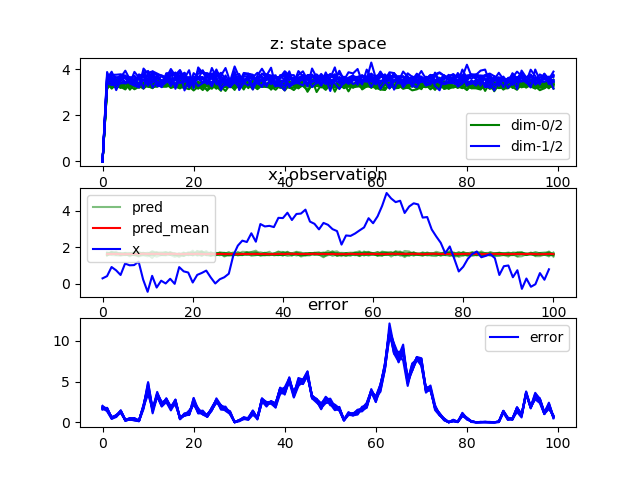 z: state space
4
2
0
dim-0/2
dim-1/2
0 20 40 60 80 100
x: observation
4
2
0
pred
pred_mean
x
0 20 40 60 80 100
error
10
5
0
error
0 20 40 60 80 100